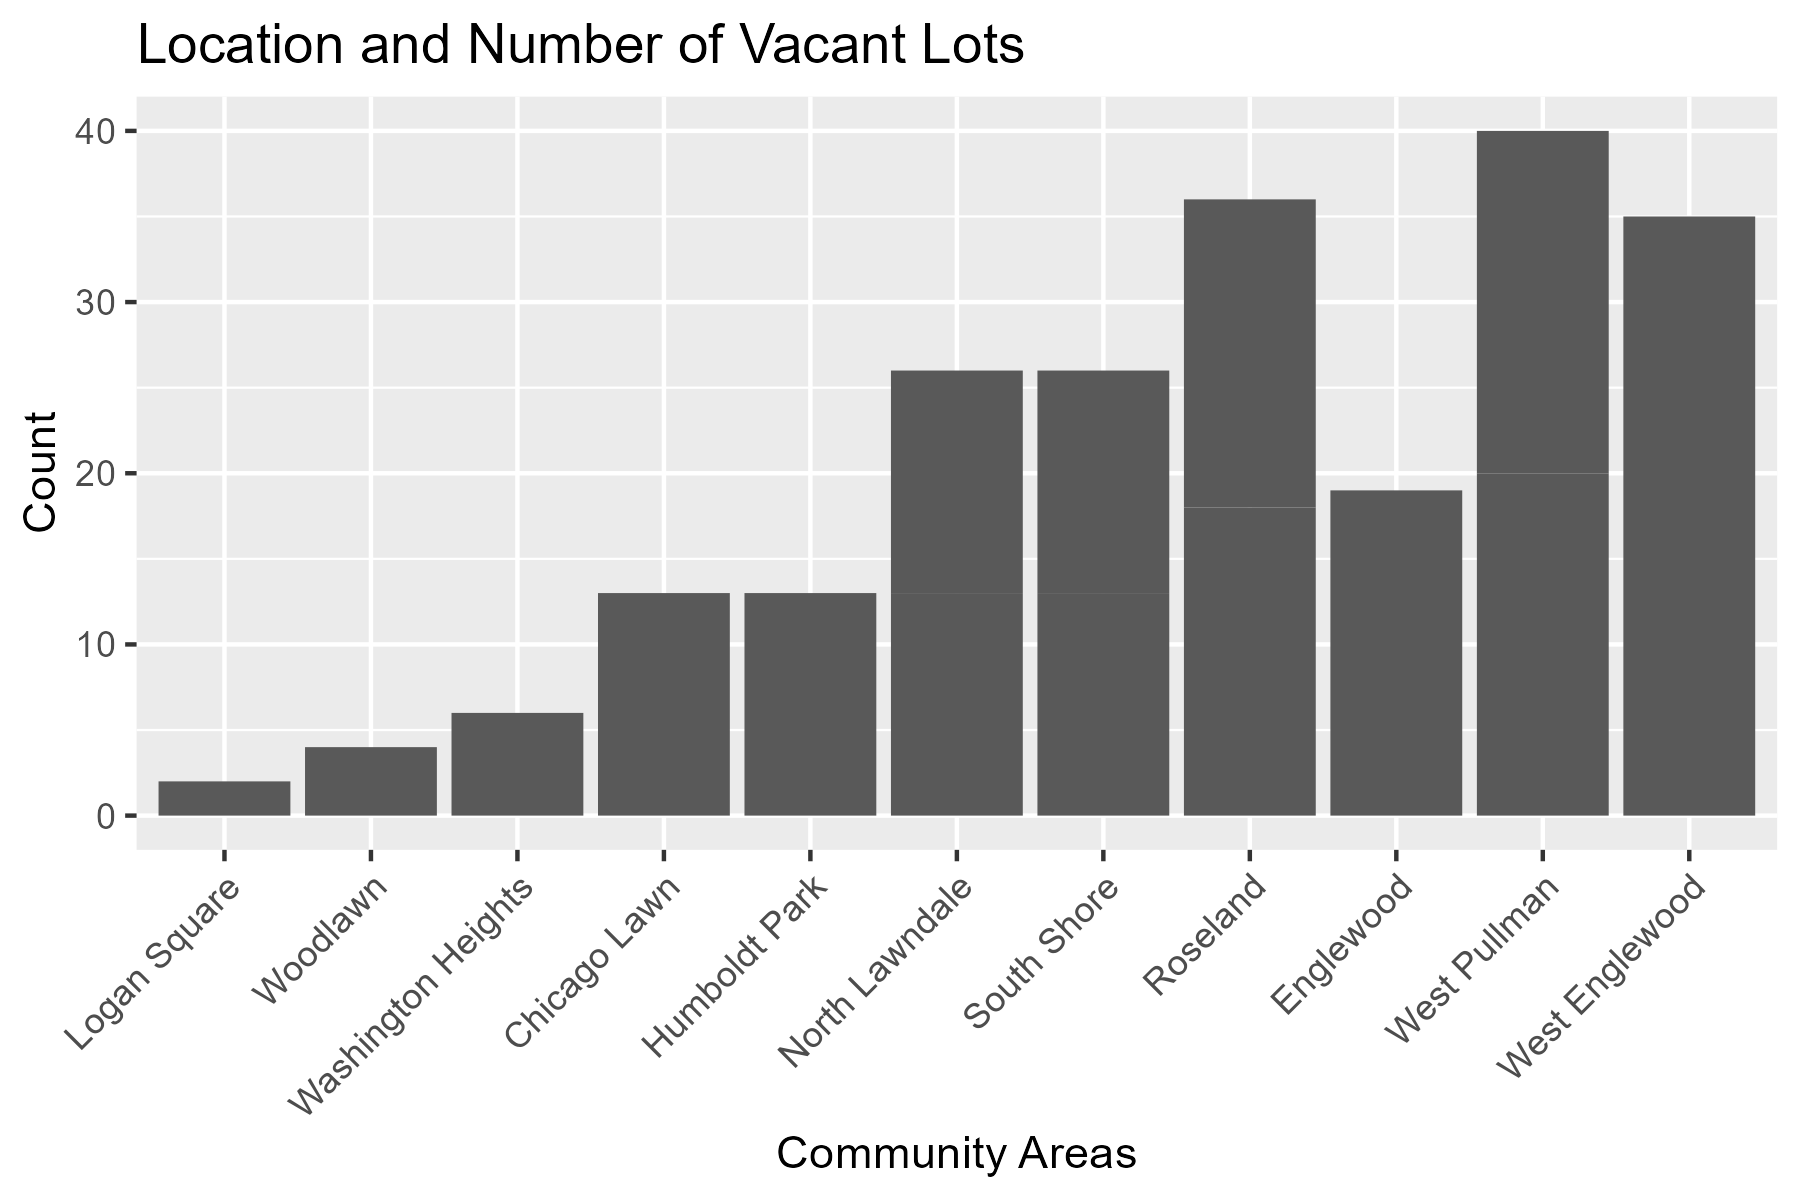 Location and Number of Vacant Lots
Count
40
30
20
10
0
Logan Square
Woodlawn
Washington Heights
Chicago Lawn
Humboldt Park
North Lawndale
South Shore
Roseland
Englewood
West Pullman
West Englewood
Community Areas